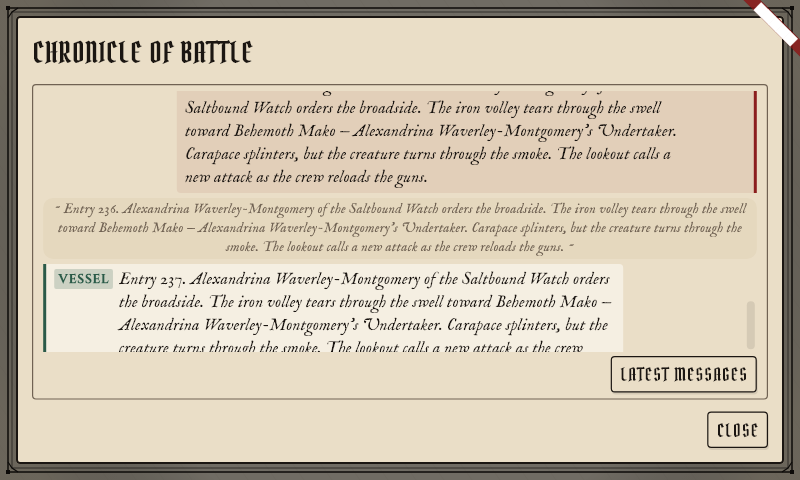 CHRONICLE OF BATTLE
Saltbound Watch orders the broadside. The iron volley tears through the swell
toward Behemoth Mako – Alexandrina Waverley-Montgomery's Undertaker.
Carapace splinters, but the creature turns through the smoke. The lookout calls a
new attack as the crew reloads the guns.
~ Entry 236. Alexandrina Waverley-Montgomery of the Saltbound Watch orders the broadside. The iron volley tears through the swell
toward Behemoth Mako – Alexandrina Waverley-Montgomery's Undertaker. Carapace splinters, but the creature turns through the
smoke. The lookout calls a new attack as the crew reloads the guns. ~
VESSEL Entry 237. Alexandrina Waverley-Montgomery of the Saltbound Watch orders
the broadside. The iron volley tears through the swell toward Behemoth Mako –
Alexandrina Waverley-Montgomery's Undertaker. Carapace splinters, but the
creature turns through the smoke. The lookout calls a new attack as the crew
LATEST MESSAGES
CLOSE